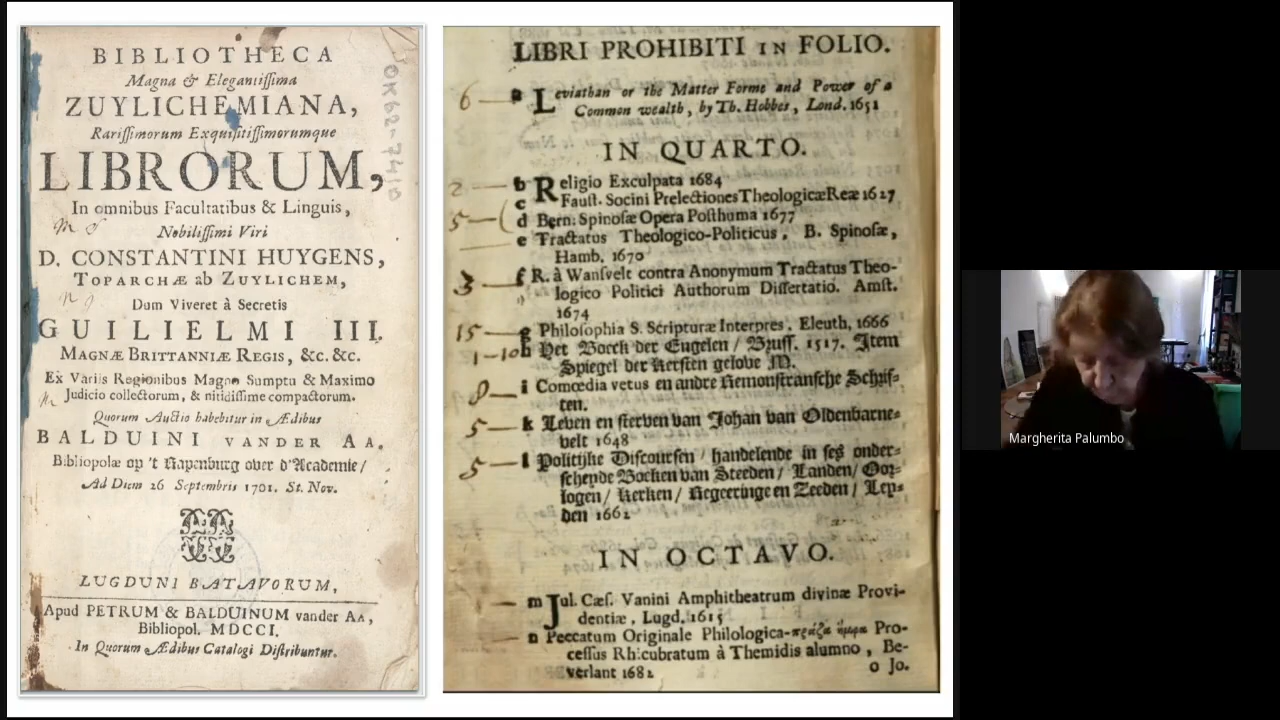 BIBLIOTHECA
Magna & Elegantiſſima
ZUYLICHEMIANA,
Rariſſimorum Exquiſitiſſimorumque
LIBRORUM,
In omnibus Facultatibus & Linguis,
Nobiliſſimi Viri
D. CONSTANTINI HUYGENS,
TOPARCHÆ ab ZUYLICHEM,
Dum Viveret à Secretis
GUILIELMI III.
MAGNÆ BRITTANNIÆ REGIS, &c. &c.
Ex Variis Regionibus Magno Sumptu & Maximo
Judicio collectorum, & nitidiſſime compactorum.
Quorum Auctio habebitur in Ædibus
BALDUINI VANDER AA.
Bibliopolæ op 't Rapenburg over d'Academie/
Ad Diem 26 Septembris 1701. St. Nov.
LUGDUNI BATAVORUM,
Apud PETRUM & BALDUINUM vander AA,
Bibliopol. MDCCI.
In Quorum Ædibus Catalogi Diſtribuntur.
LIBRI PROHIBITI IN FOLIO.
6 a Leviathan or the Matter Forme and Power of a
Common wealth, by Th. Hobbes, Lond. 1651
IN QUARTO.
2 b Religio Exculpata 1684
c Fauſt. Socini Prelectiones Theologicæ Reæ 1627
5 d Bern: Spinoſæ Opera Poſthuma 1677
e Tractatus Theologico-Politicus, B. Spinoſæ,
Hamb. 1670
3 f R. à Wanſvelt contra Anonymum Tractatus Theo-
logico Politici Authorum Diſſertatio. Amſt.
1674
15 g Philoſophia S. Scripturæ Interpres, Eleuth, 1666
1-10 h Het Boeck der Engelen / Bruſſ. 1517. Item
Spiegel der Kerſten gelove M.
i Comœdia vetus en andre Remonſtranſche Schrif-
ten.
5 k Leven en ſterven van Johan van Oldenbarne-
velt 1648
5 l Politijke Diſcourſen / handelende in ſes onder-
ſcheyde Boeken van Steeden / Landen/ Oor-
logen / Kerken / Regeeringe en Zeeden / Ley-
den 1662
IN OCTAVO.
m Jul. Cæſ. Vanini Amphitheatrum divinæ Provi-
dentiæ, Lugd. 1615
n Peccatum Originale Philologica- Pro-
ceſſus Rhicubratum à Themidis alumno, Be-
verlant 1682
o Jo.
Margherita Palumbo